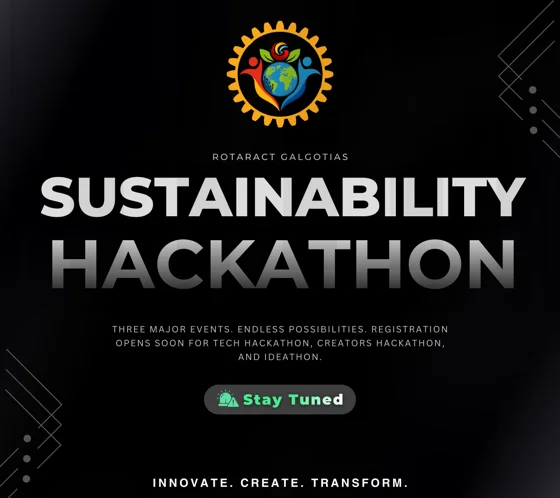 ROTARACT GALGOTIAS
SUSTAINABILITY
HACKATHON
THREE MAJOR EVENTS. ENDLESS POSSIBILITIES. REGISTRATION
OPENS SOON FOR TECH HACKATHON, CREATORS HACKATHON,
AND IDEATHON.
Stay Tuned
INNOVATE. CREATE. TRANSFORM.